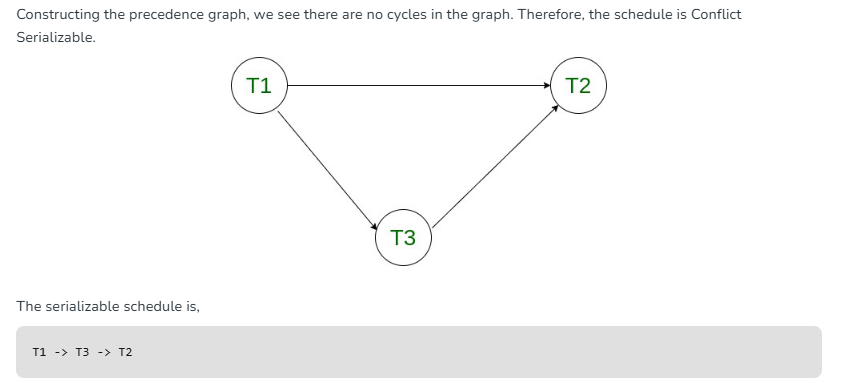 Constructing the precedence graph, we see there are no cycles in the graph. Therefore, the schedule is Conflict
Serializable.
T1 T2
T3
The serializable schedule is,
T1 -> T3 -> T2